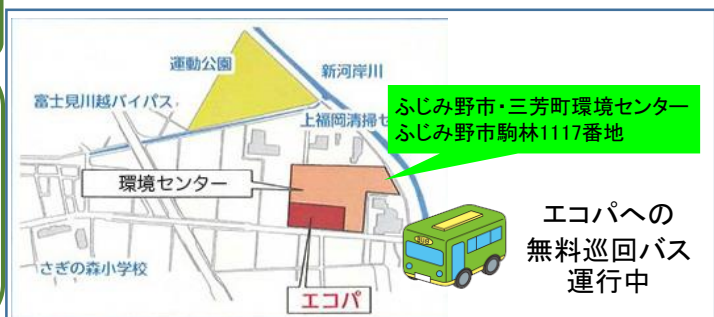 運動公園
新河岸川
富士見川越バイパス
上福岡清掃セ
ふじみ野市・三芳町環境センター
ふじみ野市駒林1117番地
環境センター
エコパへの
無料巡回バス
運行中
さぎの森小学校
エコパ
BUS